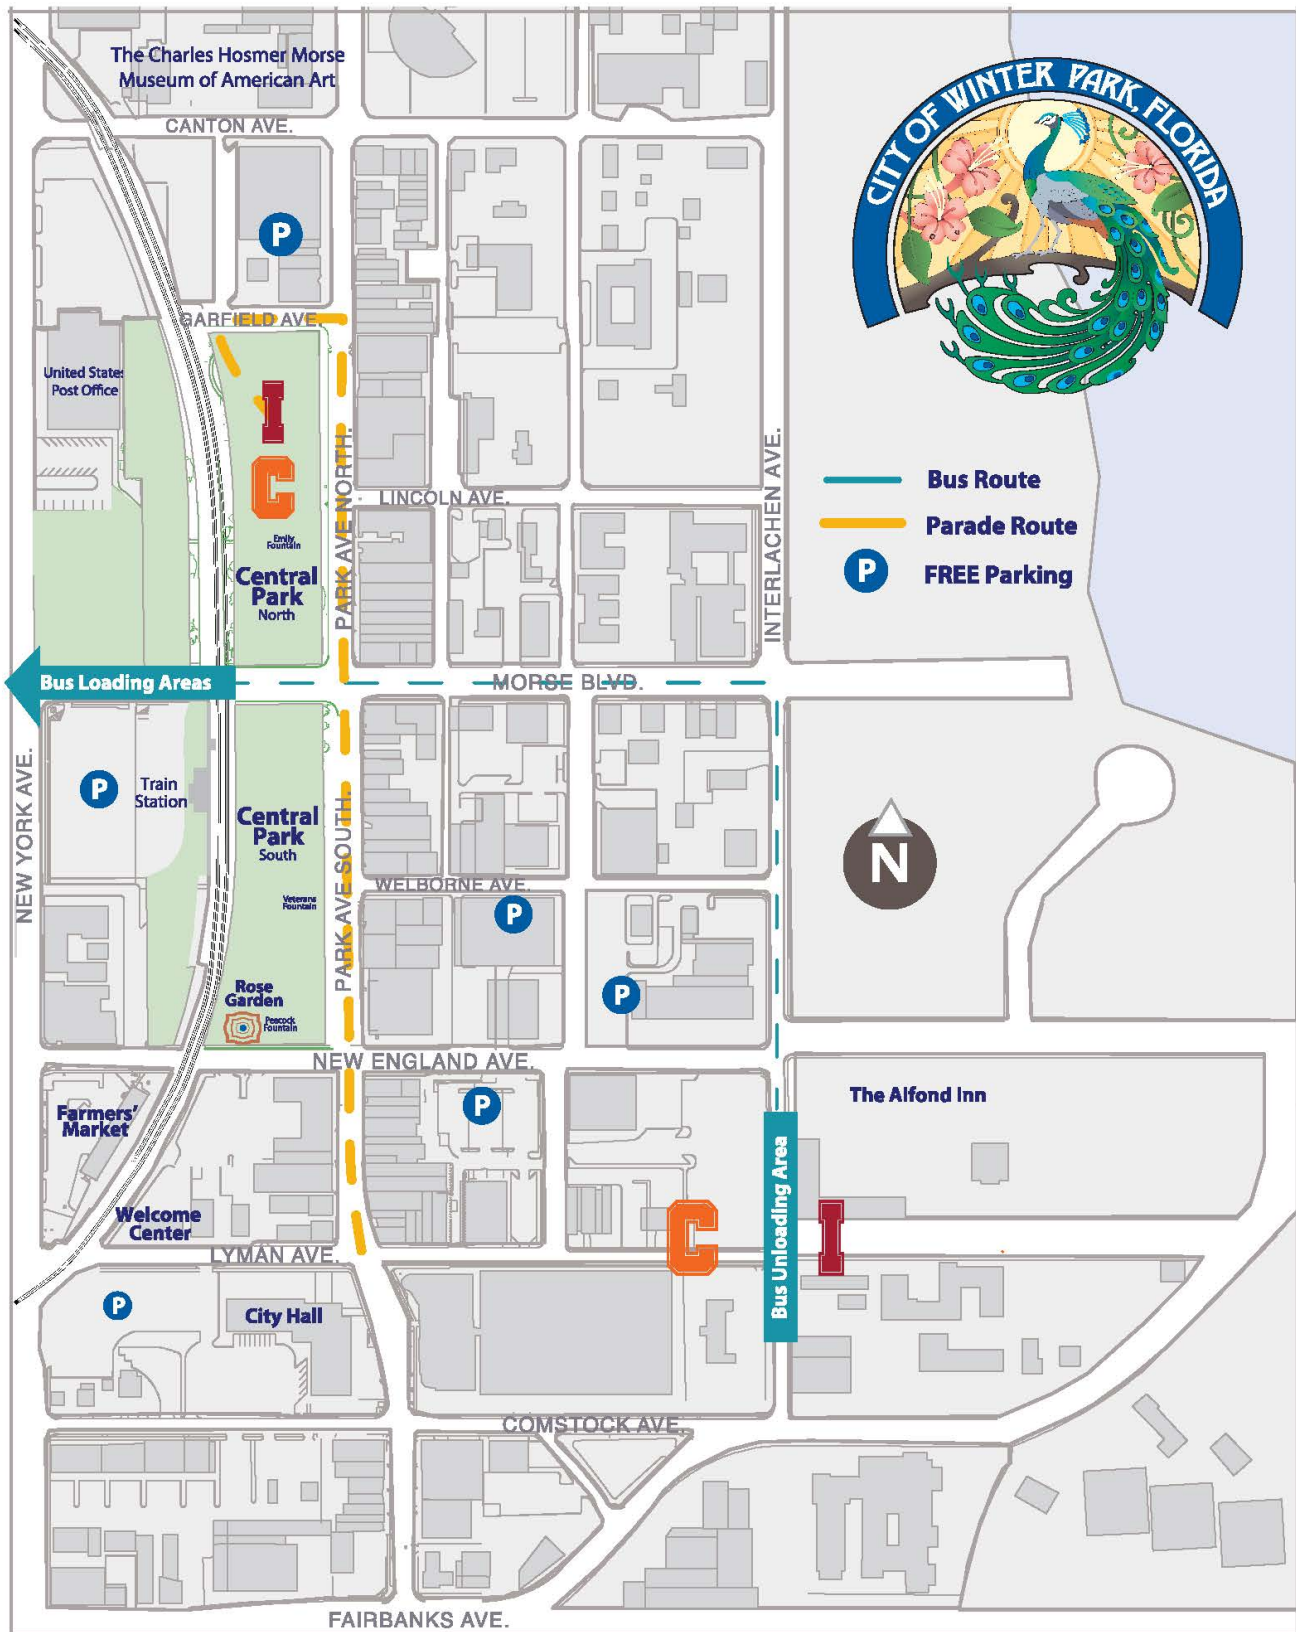 The Charles Hosmer Morse
Museum of American Art
CANTON AVE.
CITY OF WINTER PARK, FLORIDA
P
GARFIELD AVE.
United States
Post Office
I
C
PARK AVE NORTH.
LINCOLN AVE.
INTERLACHEN AVE.
Bus Route
Parade Route
P
FREE Parking
Emily
Fountain
Central
Park
North
Bus Loading Areas
MORSE BLVD.
NEW YORK AVE.
P
Train
Station
Central
Park
South
PARK AVE SOUTH.
N
WELBORNE AVE.
Veterans
Fountain
P
P
Rose
Garden
Peacock
Fountain
NEW ENGLAND AVE.
Farmers'
Market
P
The Alfond Inn
Bus Unloading Area
Welcome
Center
C
I
LYMAN AVE.
P
City Hall
COMSTOCK AVE.
FAIRBANKS AVE.